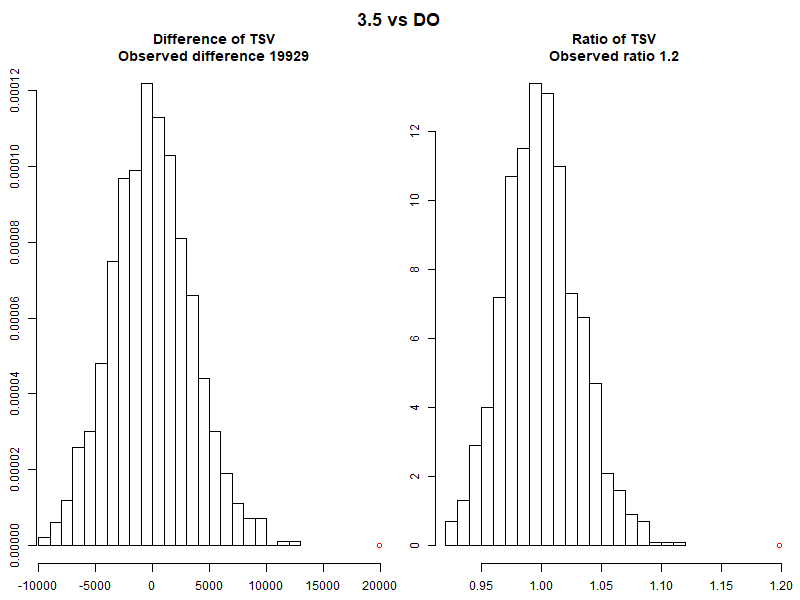 3.5 vs DO
Difference of TSV
Observed difference 19929
0.00012
0.00010
0.00008
0.00006
0.00004
0.00002
0.00000
-10000 -5000 0 5000 10000 15000 20000
Ratio of TSV
Observed ratio 1.2
12
10
8
6
4
2
0
0.95 1.00 1.05 1.10 1.15 1.20